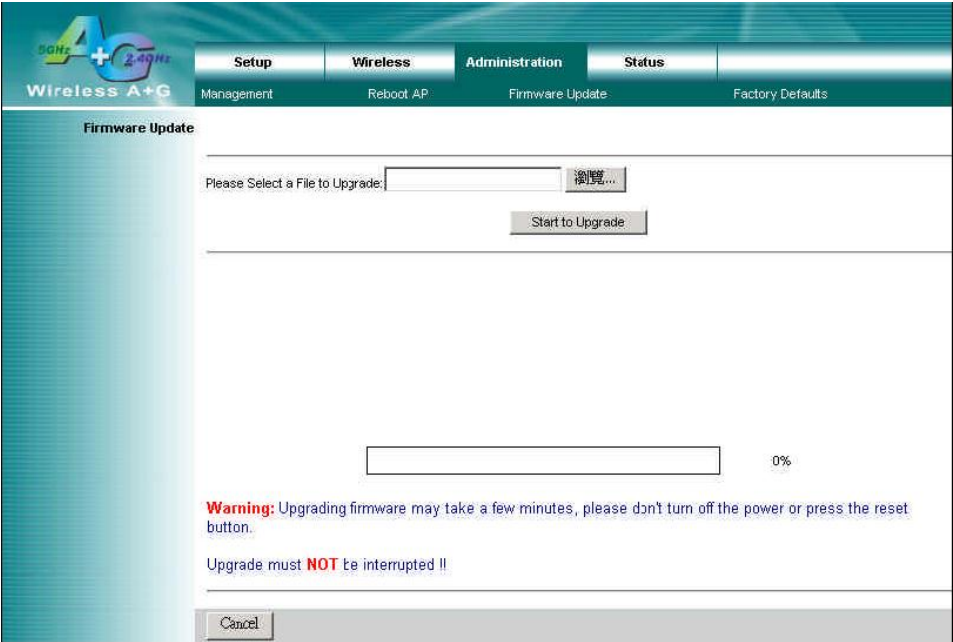 5GHz A+G 2.4GHz
Wireless A+G
Setup Wireless Administration Status
Management Reboot AP Firmware Update Factory Defaults
Firmware Update
Please Select a File to Upgrade: 瀏覽...
Start to Upgrade
0%
Warning: Upgrading firmware may take a few minutes, please don't turn off the power or press the reset
button.
Upgrade must NOT be interrupted !!
Cancel